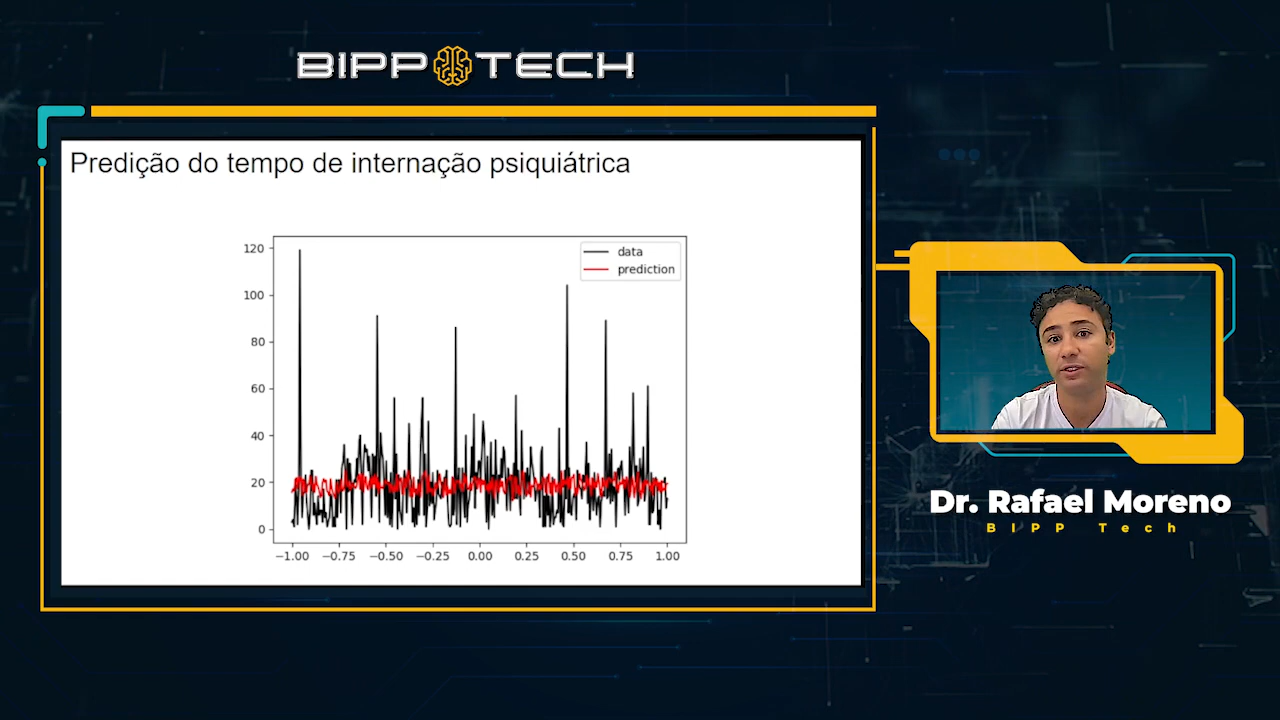 BIPP TECH
Predição do tempo de internação psiquiátrica
data
prediction
120
100
80
60
40
20
0
−1.00 −0.75 −0.50 −0.25 0.00 0.25 0.50 0.75 1.00
Dr. Rafael Moreno
BIPP Tech